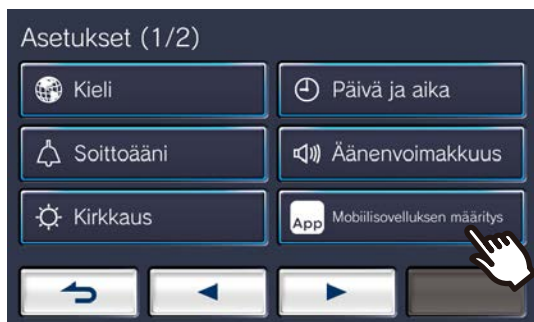 Asetukset (1/2)
Kieli
Päivä ja aika
Soittoääni
Äänenvoimakkuus
Kirkkaus
App Mobiilisovelluksen määritys